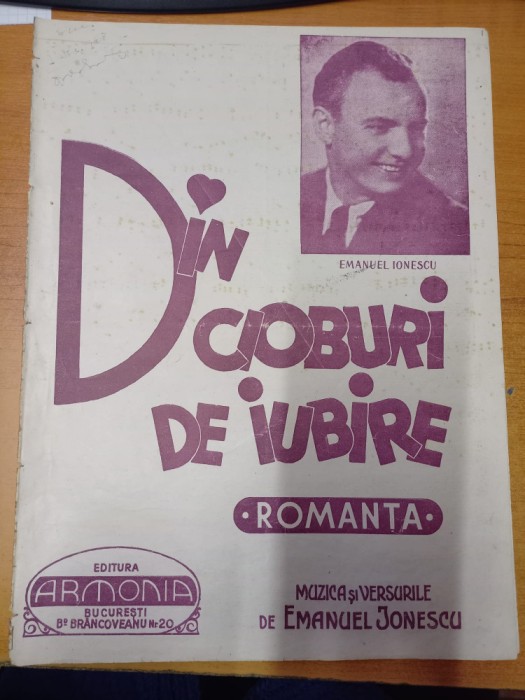 EMANUEL IONESCU
DIN
CIOBURI
DE IUBIRE
• ROMANTA •
EDITURA
ARMONIA
BUCUREȘTI
Bᵈ BRÂNCOVEANU Nr. 20
MUZICA ȘI VERSURILE
DE EMANUEL JONESCU